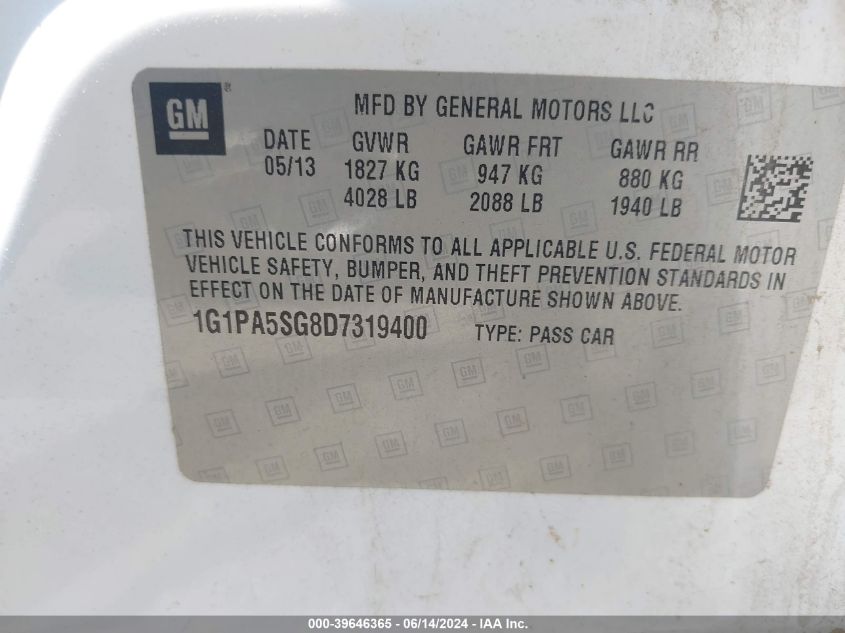 GM
MFD BY GENERAL MOTORS LLC
DATE GVWR GAWR FRT GAWR RR
05/13 1827 KG 947 KG 880 KG
4028 LB 2088 LB 1940 LB
THIS VEHICLE CONFORMS TO ALL APPLICABLE U.S. FEDERAL MOTOR
VEHICLE SAFETY, BUMPER, AND THEFT PREVENTION STANDARDS IN
EFFECT ON THE DATE OF MANUFACTURE SHOWN ABOVE.
1G1PA5SG8D7319400 TYPE: PASS CAR
000-39646365 - 06/14/2024 - IAA, Inc.